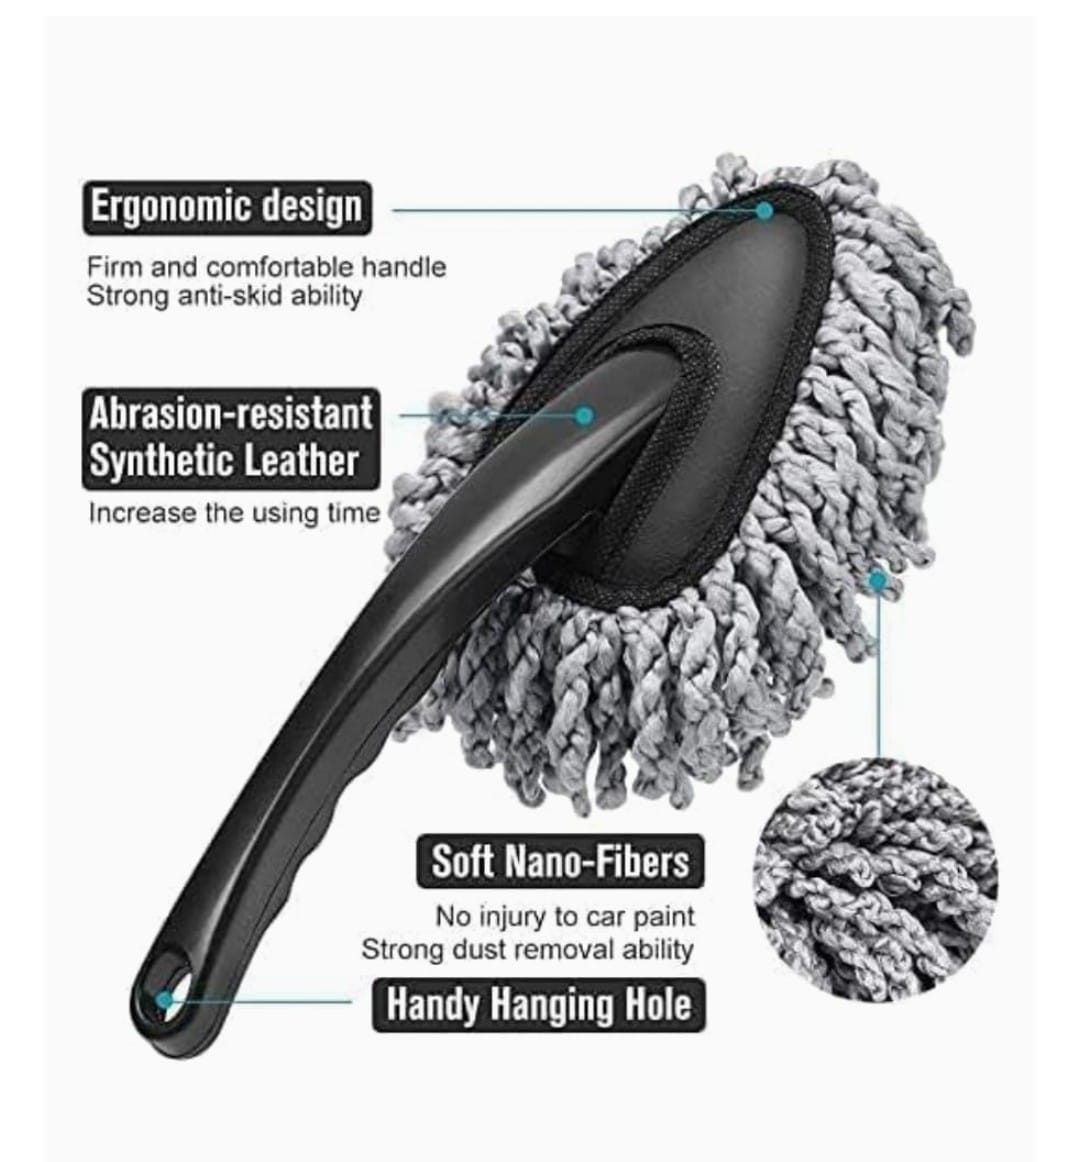 Ergonomic design
Firm and comfortable handle
Strong anti-skid ability
Abrasion-resistant
Synthetic Leather
Increase the using time
Soft Nano-Fibers
No injury to car paint
Strong dust removal ability
Handy Hanging Hole